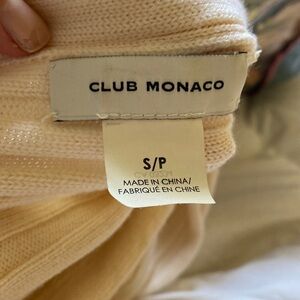 CLUB MONACO
S/P
MADE IN CHINA/
FABRIQUÉ EN CHINE